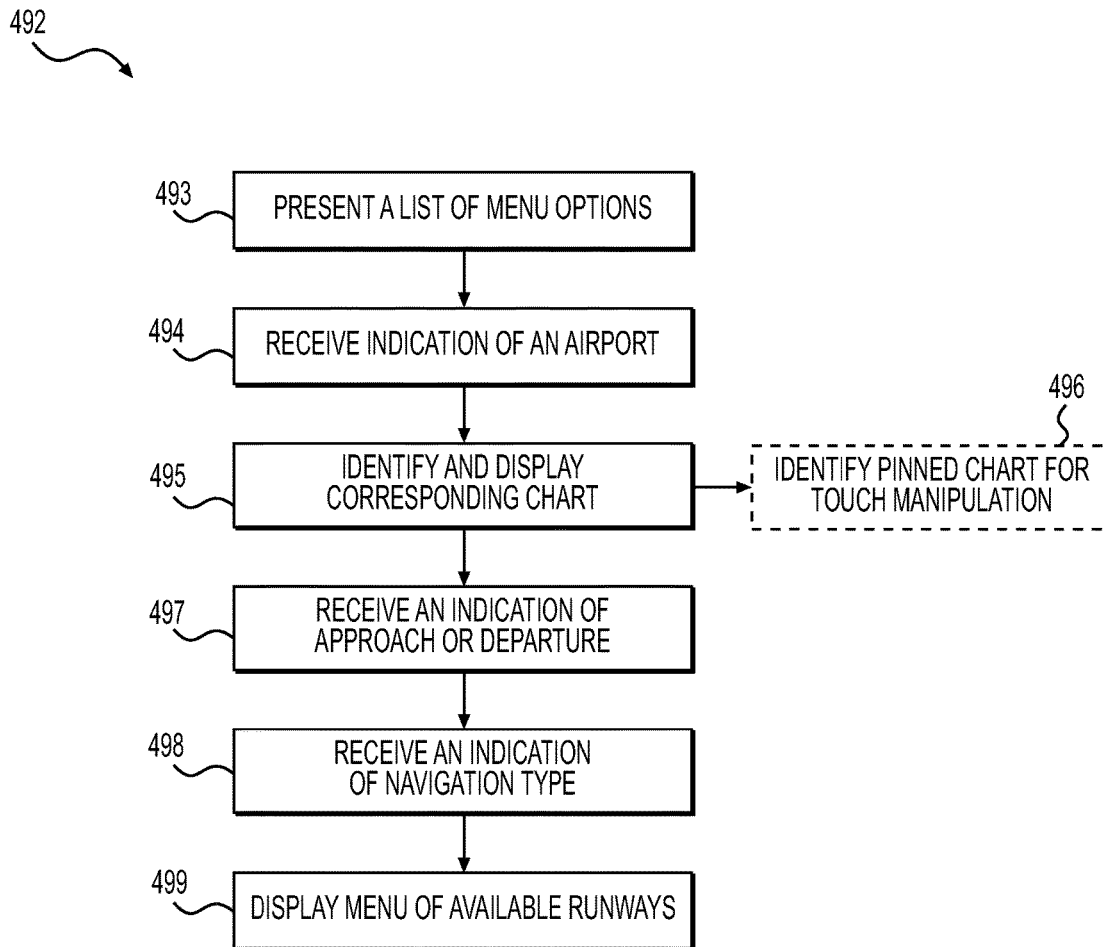 492
493
PRESENT A LIST OF MENU OPTIONS
494
RECEIVE INDICATION OF AN AIRPORT
495
IDENTIFY AND DISPLAY
CORRESPONDING CHART
496
IDENTIFY PINNED CHART FOR
TOUCH MANIPULATION
497
RECEIVE AN INDICATION OF
APPROACH OR DEPARTURE
498
RECEIVE AN INDICATION
OF NAVIGATION TYPE
499
DISPLAY MENU OF AVAILABLE RUNWAYS